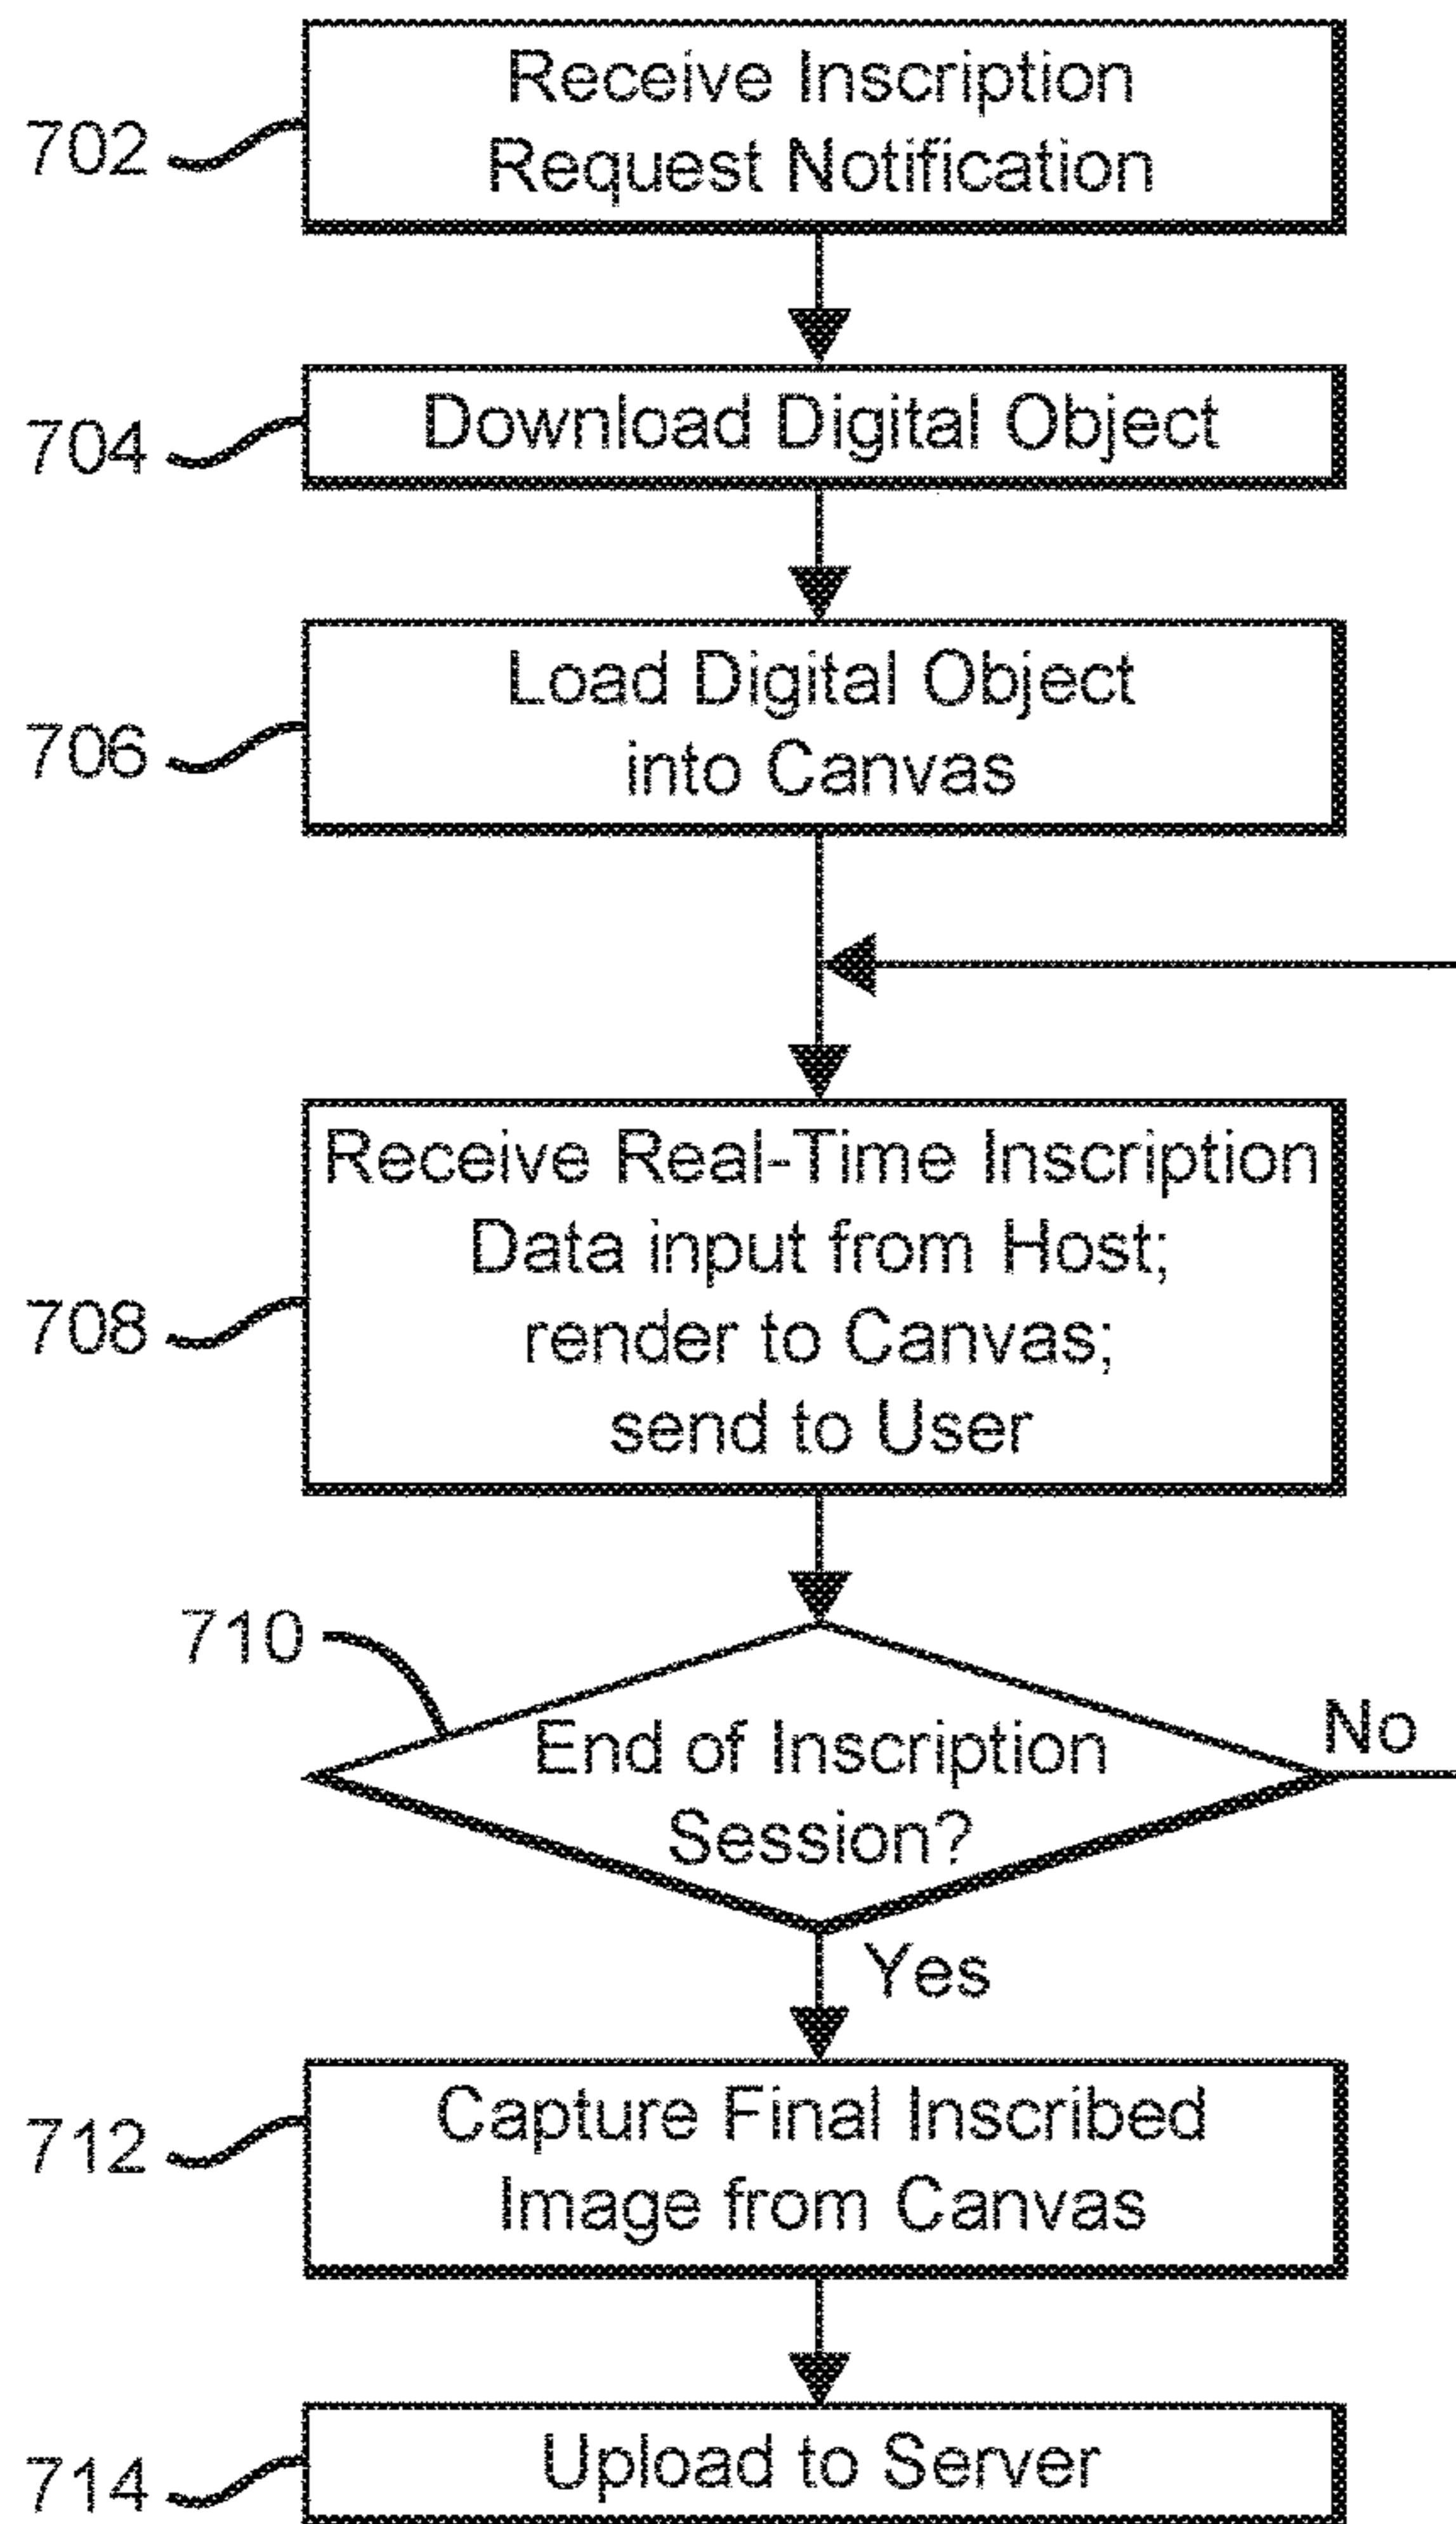 702
Receive Inscription
Request Notification
704
Download Digital Object
706
Load Digital Object
into Canvas
708
Receive Real-Time Inscription
Data input from Host;
render to Canvas;
send to User
710
End of Inscription
Session?
No
Yes
712
Capture Final Inscribed
Image from Canvas
714
Upload to Server